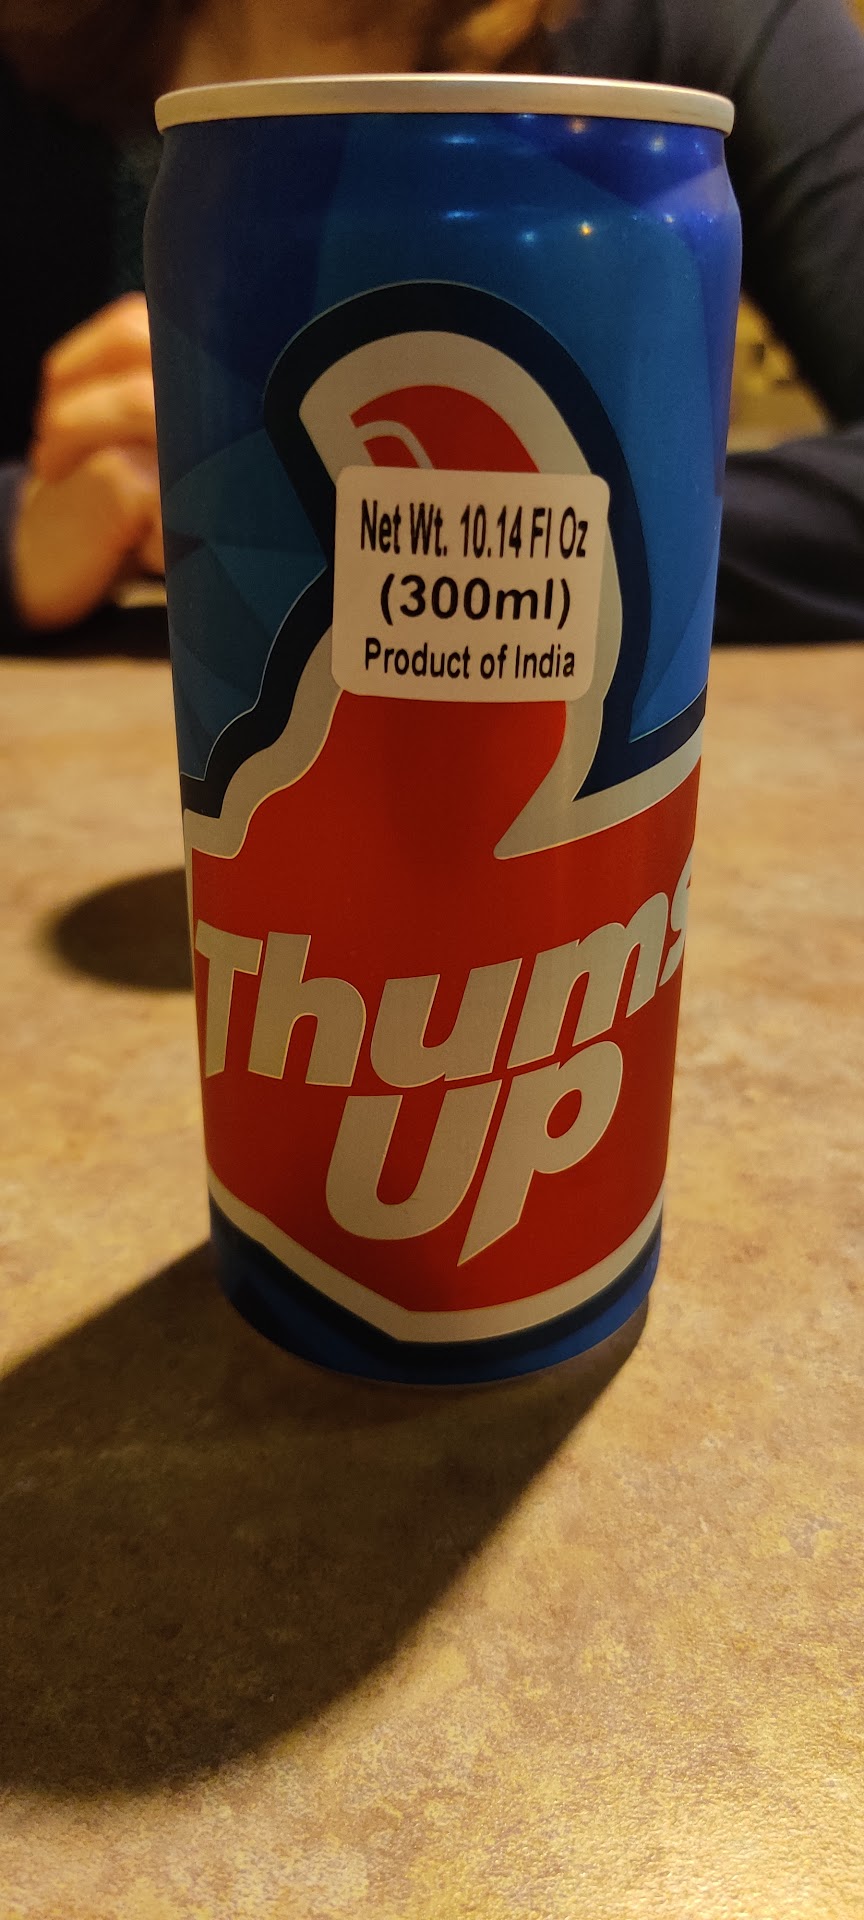 Net Wt. 10.14 Fl Oz
(300ml)
Product of India
Thums
Up